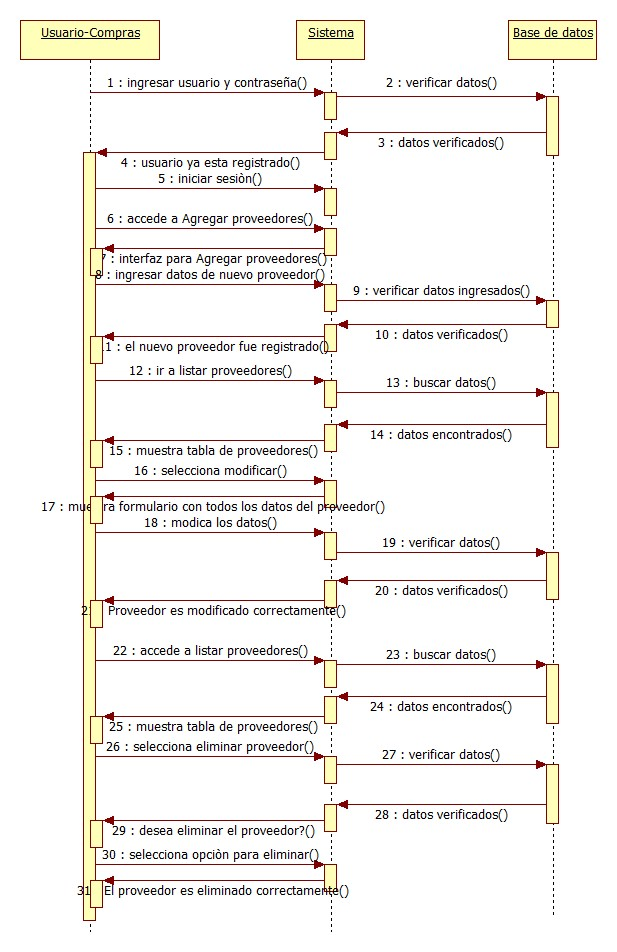 Usuario-Compras
Sistema
Base de datos
1 : ingresar usuario y contraseña()
2 : verificar datos()
3 : datos verificados()
4 : usuario ya esta registrado()
5 : iniciar sesiòn()
6 : accede a Agregar proveedores()
7 : interfaz para Agregar proveedores()
8 : ingresar datos de nuevo proveedor()
9 : verificar datos ingresados()
10 : datos verificados()
11 : el nuevo proveedor fue registrado()
12 : ir a listar proveedores()
13 : buscar datos()
14 : datos encontrados()
15 : muestra tabla de proveedores()
16 : selecciona modificar()
17 : muestra formulario con todos los datos del proveedor()
18 : modica los datos()
19 : verificar datos()
20 : datos verificados()
21 : Proveedor es modificado correctamente()
22 : accede a listar proveedores()
23 : buscar datos()
24 : datos encontrados()
25 : muestra tabla de proveedores()
26 : selecciona eliminar proveedor()
27 : verificar datos()
28 : datos verificados()
29 : desea eliminar el proveedor?()
30 : selecciona opciòn para eliminar()
31 : El proveedor es eliminado correctamente()